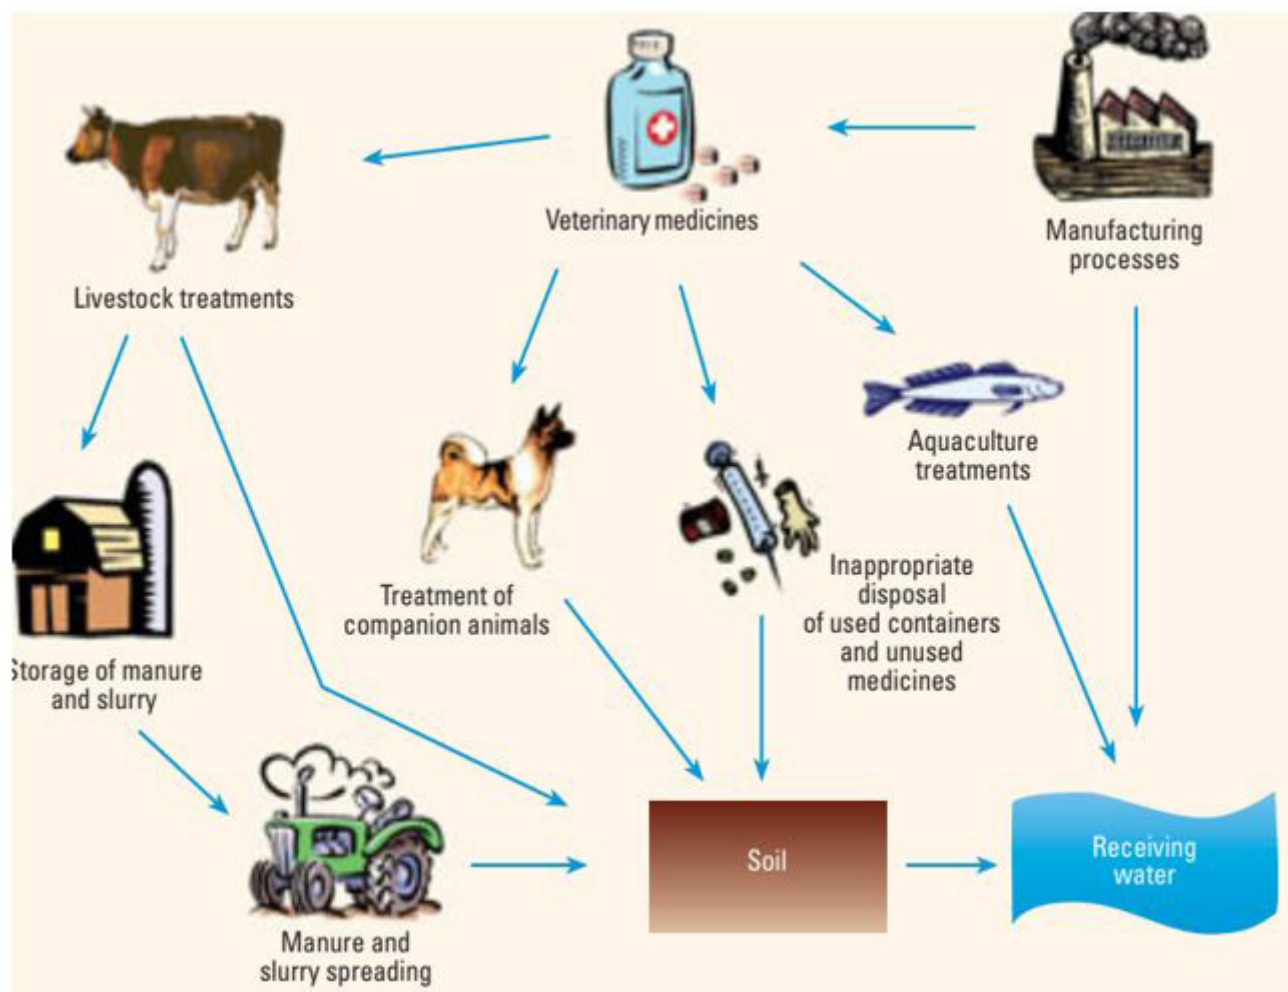 Veterinary medicines
Manufacturing
processes
Livestock treatments
Aquaculture
treatments
Treatment of
companion animals
Inappropriate
disposal
of used containers
and unused
medicines
Storage of manure
and slurry
Manure and
slurry spreading
Soil
Receiving
water